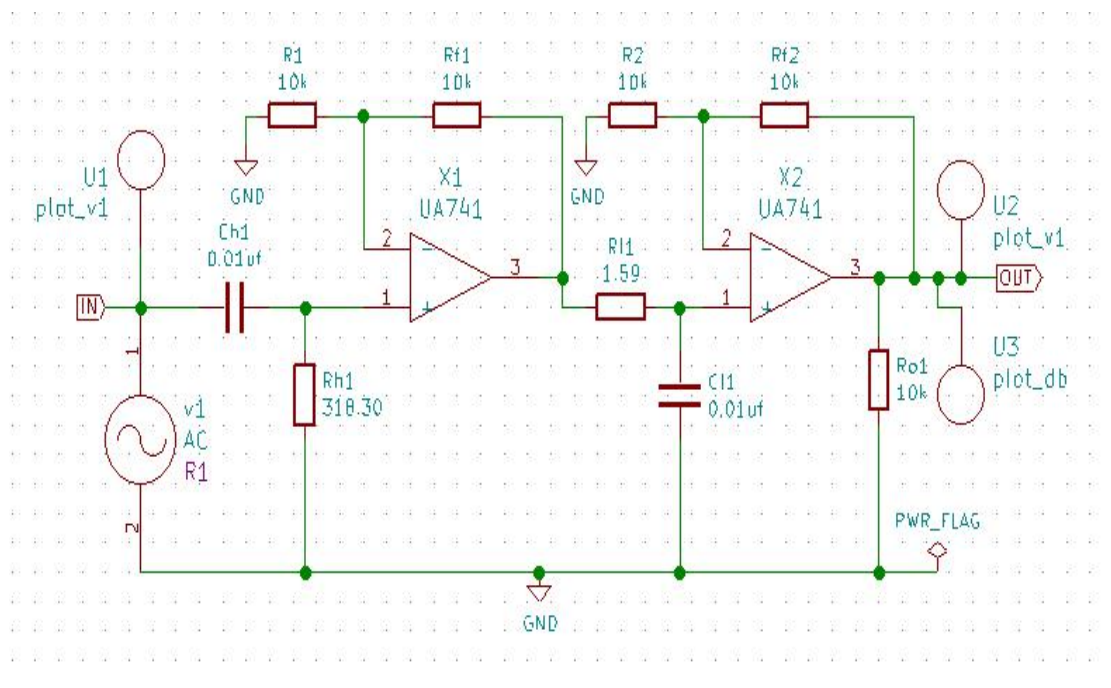 R1
10k
Rf1
10k
R2
10k
Rf2
10k
U1
plot_v1
GND
X1
UA741
GND
X2
UA741
U2
plot_v1
Ch1
0.01uf
2
3
Rl1
1.59
2
3
OUT
IN
1
1
1
Rh1
318.30
Cl1
0.01uf
Ro1
10k
U3
plot_db
v1
AC
R1
2
PWR_FLAG
GND